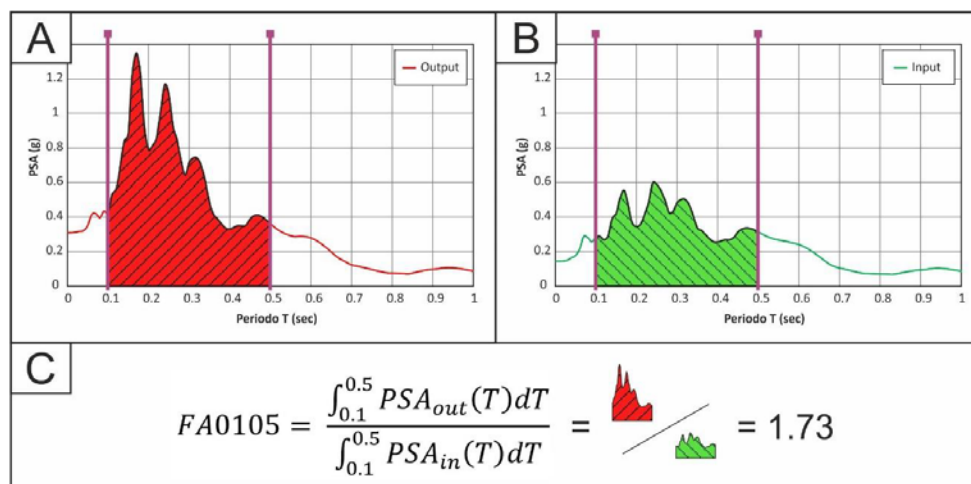 A
Output
PSA (g)
1.2
1
0.8
0.6
0.4
0.2
0
0 0.1 0.2 0.3 0.4 0.5 0.6 0.7 0.8 0.9 1
Periodo T (sec)
B
Input
PSA (g)
1.2
1
0.8
0.6
0.4
0.2
0
0 0.1 0.2 0.3 0.4 0.5 0.6 0.7 0.8 0.9 1
Periodo T (sec)
C
FA0105 = ∫0.1 0.5 PSAout(T)dT / ∫0.1 0.5 PSAin(T)dT = = 1.73